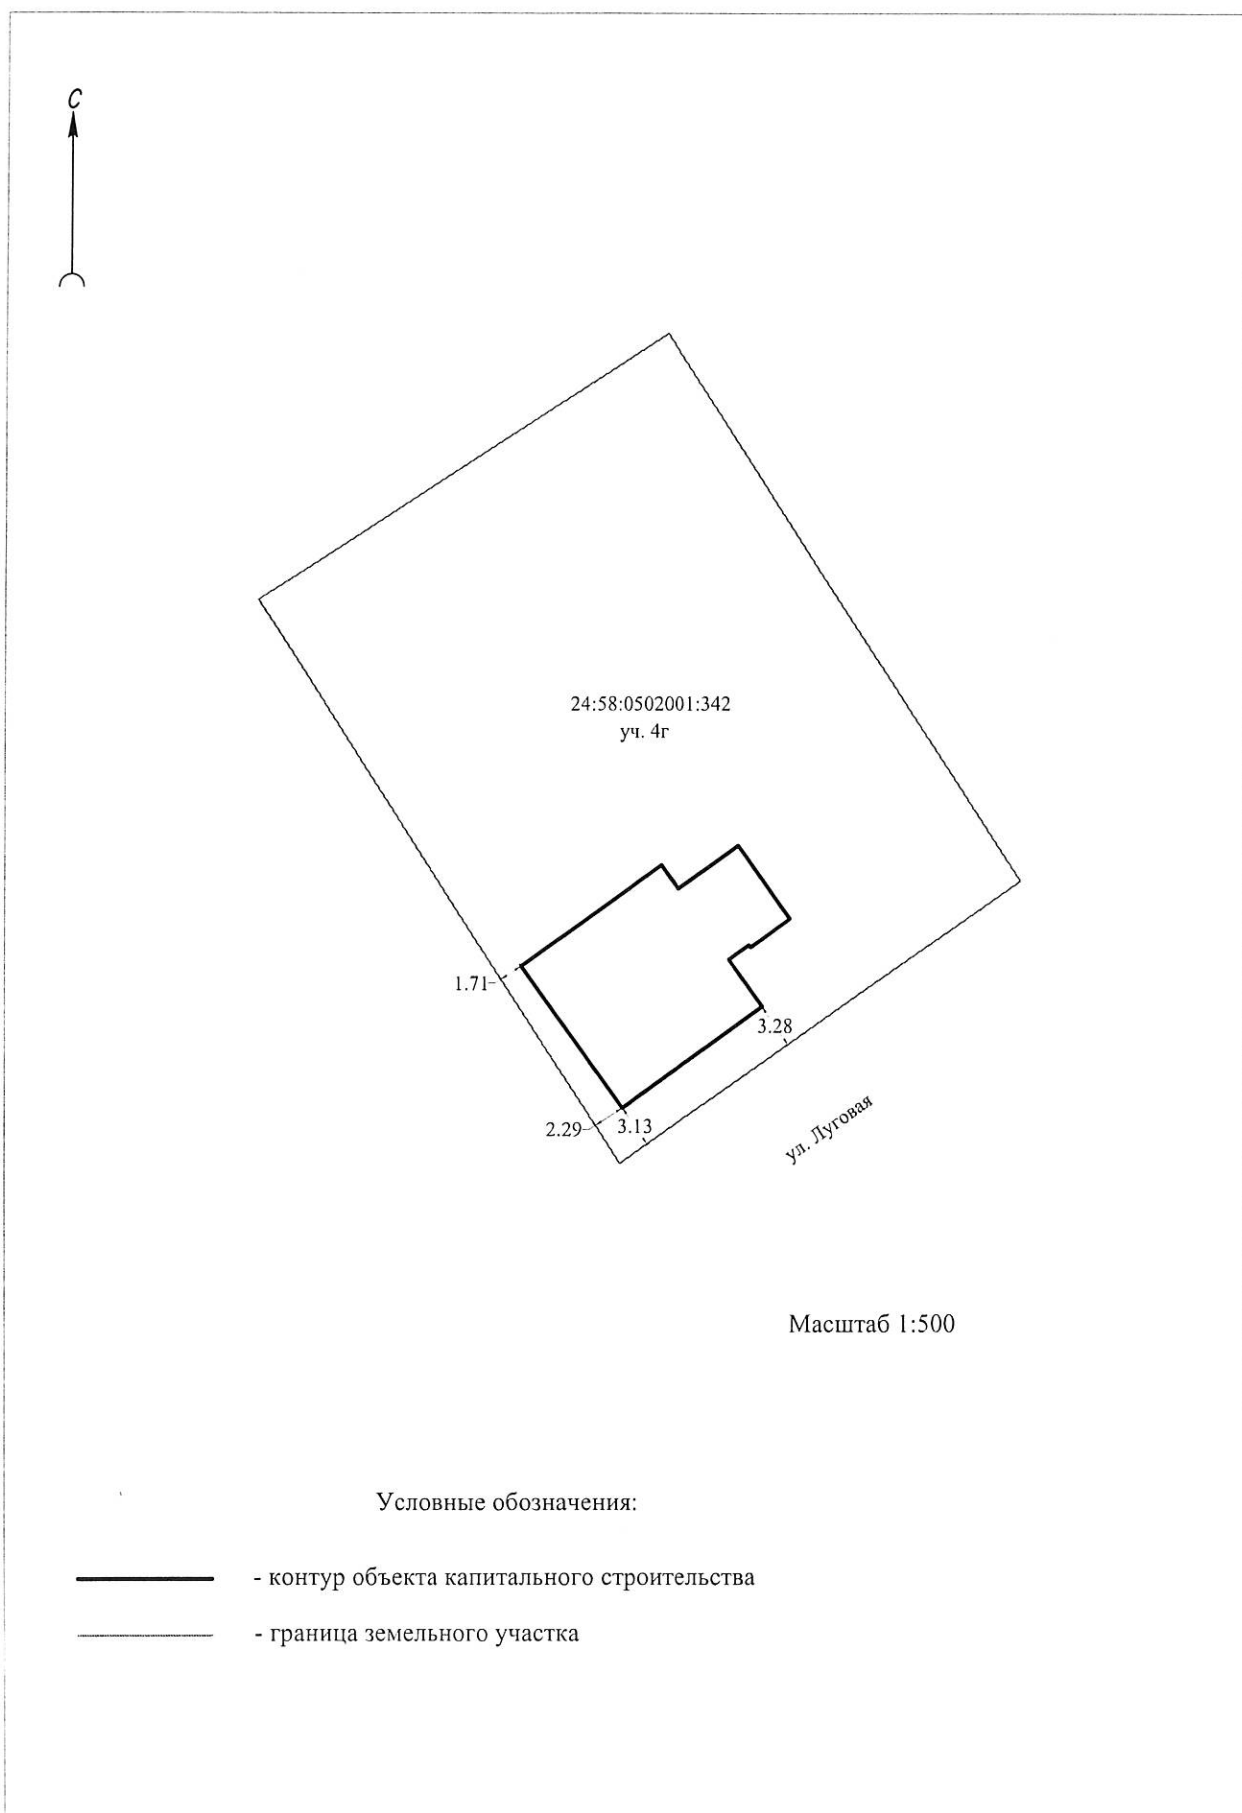 С
24:58:0502001:342
уч. 4г
1.71
3.28
2.29
3.13
ул. Луговая
Масштаб 1:500
Условные обозначения:
- контур объекта капитального строительства
- граница земельного участка